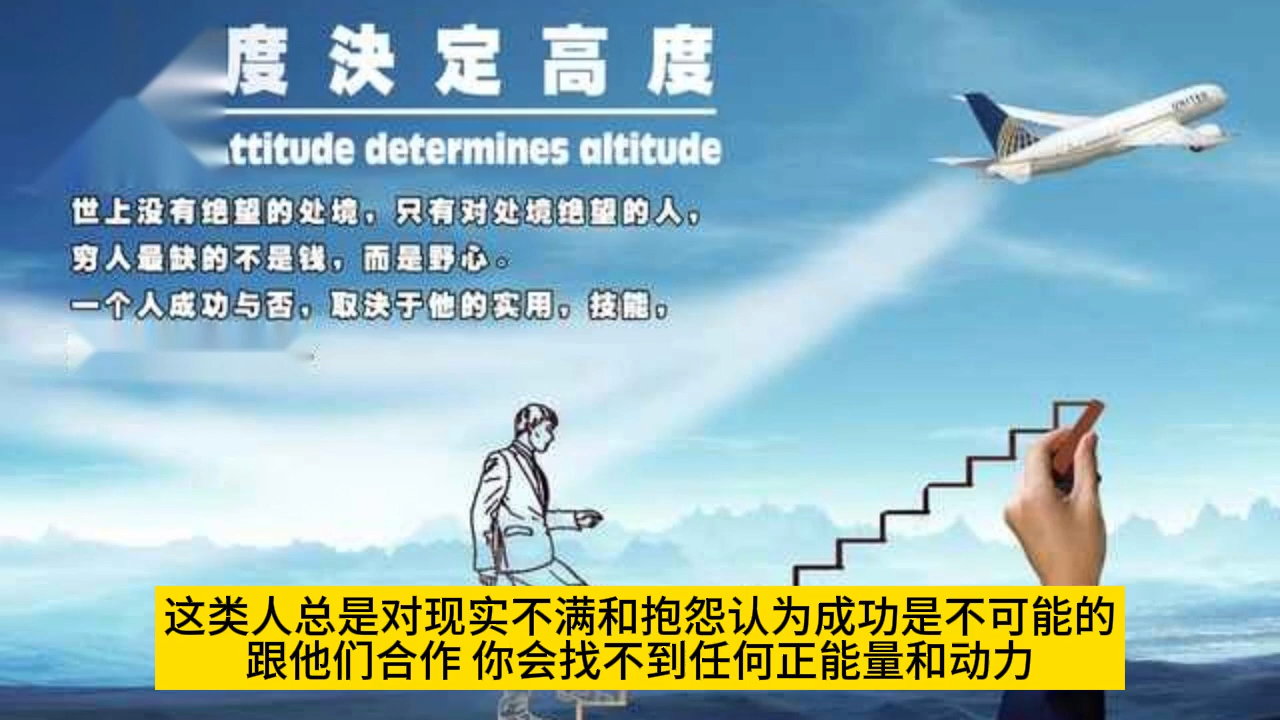 度決定高度
ttitude determines altitude
世上没有绝望的处境，只有对处境绝望的人，
穷人最缺的不是钱，而是野心。
一个人成功与否，取决于他的实用，技能，
UNITED
这类人总是对现实不满和抱怨认为成功是不可能的
跟他们合作 你会找不到任何正能量和动力